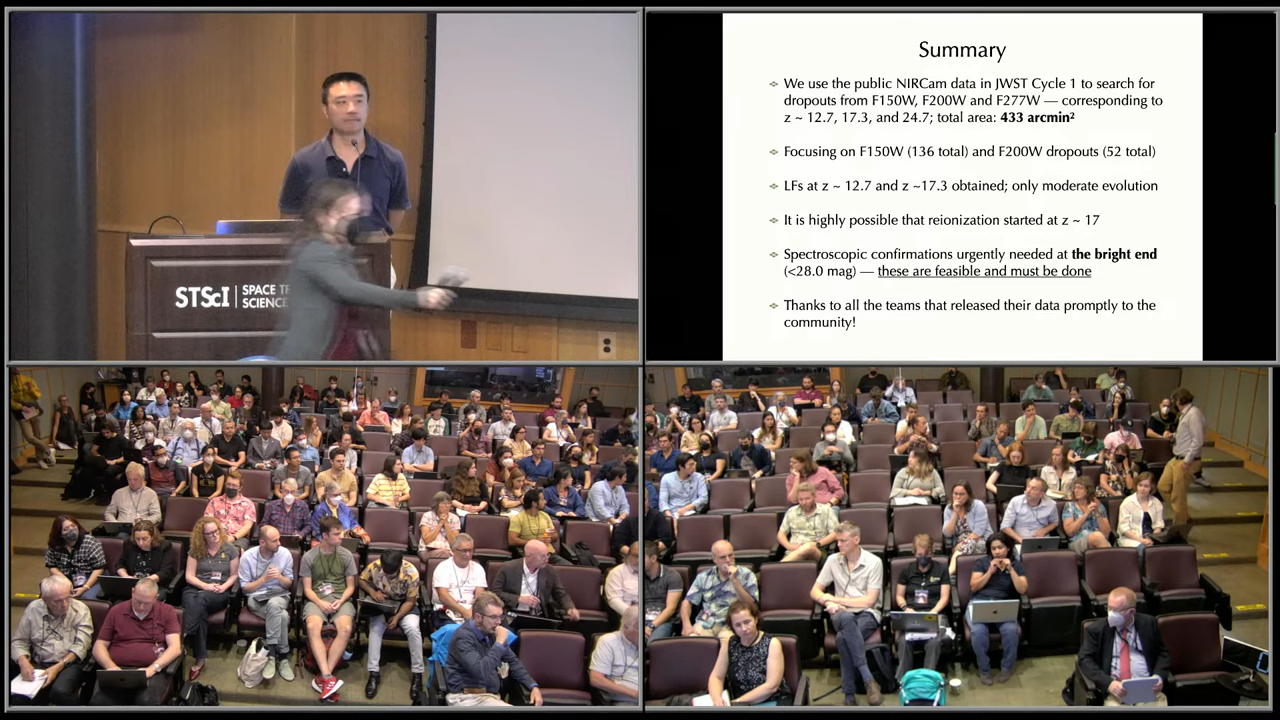 STScI
SPACE TE
SCIENCE
Summary
We use the public NIRCam data in JWST Cycle 1 to search for
dropouts from F150W, F200W and F277W — corresponding to
z ~ 12.7, 17.3, and 24.7; total area: 433 arcmin²
Focusing on F150W (136 total) and F200W dropouts (52 total)
LFs at z ~ 12.7 and z ~17.3 obtained; only moderate evolution
It is highly possible that reionization started at z ~ 17
Spectroscopic confirmations urgently needed at the bright end
(<28.0 mag) — these are feasible and must be done
Thanks to all the teams that released their data promptly to the
community!